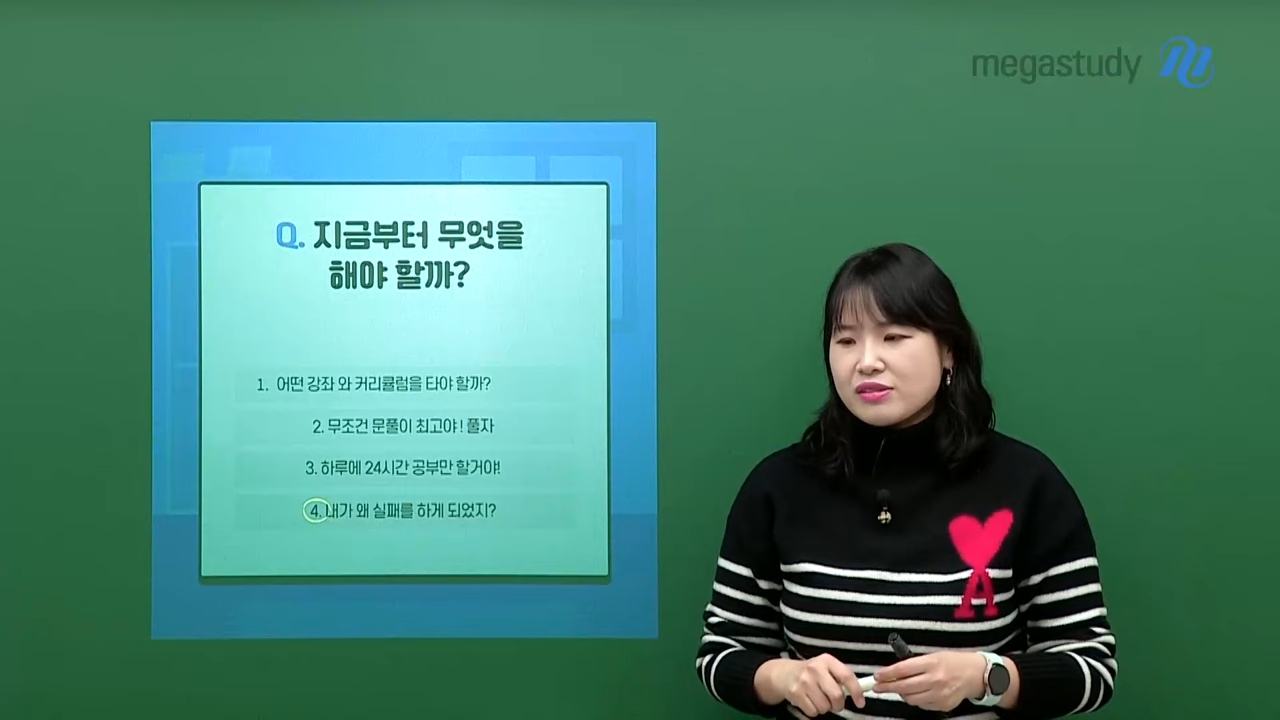 megastudy
Q. 지금부터 무엇을
해야 할까?
1. 어떤 강좌 와 커리큘럼을 타야 할까?
2. 무조건 문풀이 최고야! 풀자
3. 하루에 24시간 공부만 할거야!
4. 내가 왜 실패를 하게 되었지?